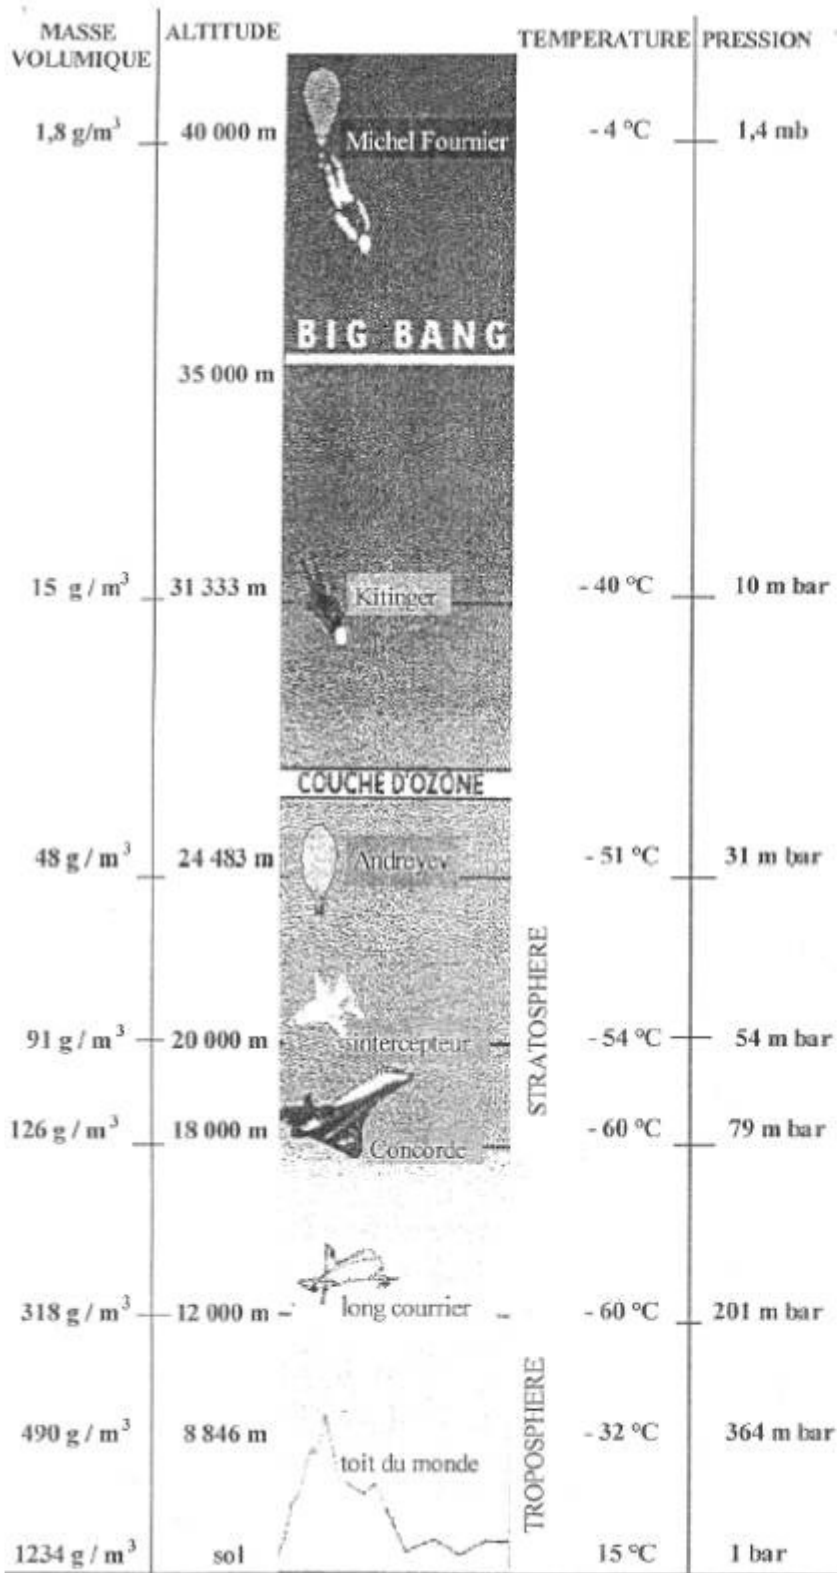 MASSE VOLUMIQUE ALTITUDE TEMPERATURE PRESSION
1,8 g/m³ 40 000 m Michel Fournier - 4 °C 1,4 mb
BIG BANG
35 000 m
15 g / m³ 31 333 m Kitinger - 40 °C 10 m bar
COUCHE D'OZONE
48 g / m³ 24 483 m Andreyev - 51 °C 31 m bar
STRATOSPHERE
91 g / m³ 20 000 m intercepteur - 54 °C 54 m bar
126 g / m³ 18 000 m Concorde - 60 °C 79 m bar
318 g / m³ 12 000 m long courrier - 60 °C 201 m bar
TROPOSPHERE
490 g / m³ 8 846 m - 32 °C 364 m bar
toit du monde
1234 g / m³ sol 15 °C 1 bar